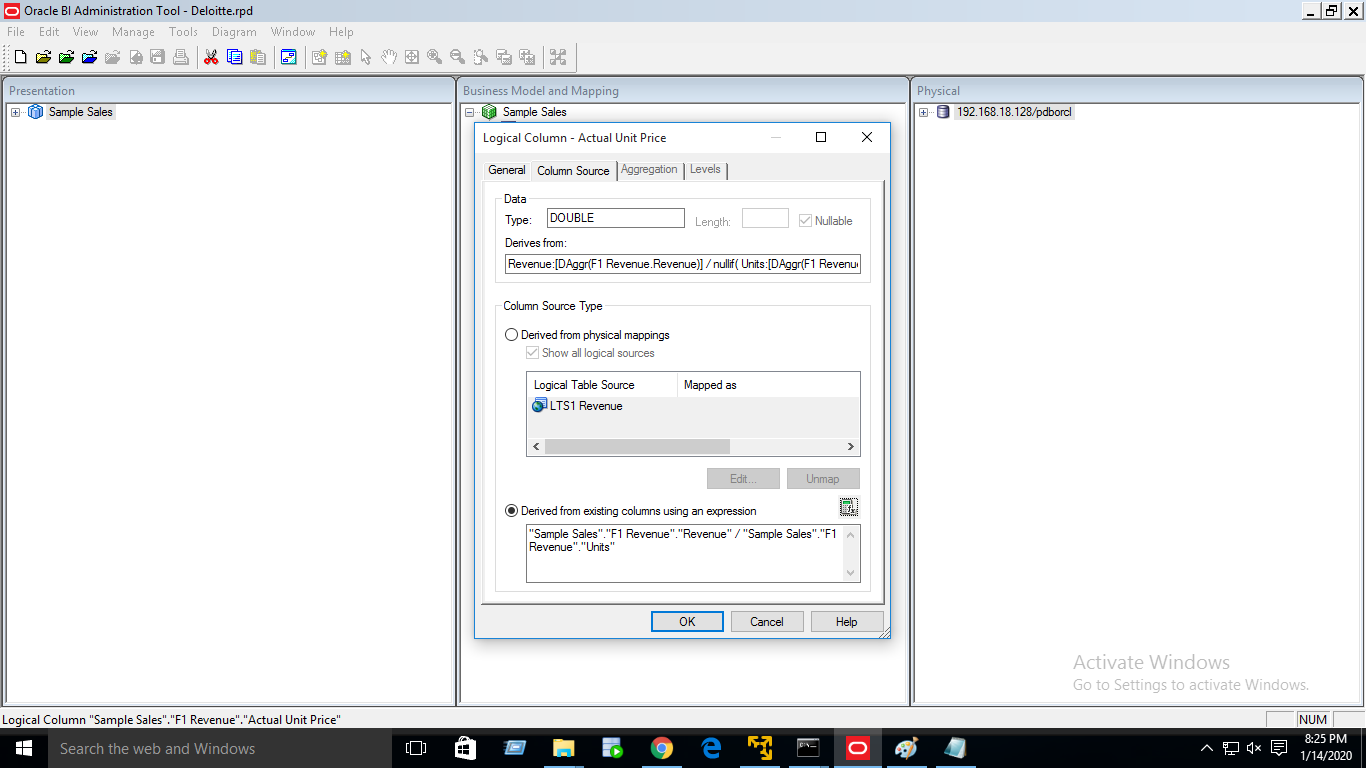 Oracle BI Administration Tool - Deloitte.rpd
File Edit View Manage Tools Diagram Window Help
Presentation
Sample Sales
Business Model and Mapping
Sample Sales
Physical
192.168.18.128/pdborcl
Logical Column - Actual Unit Price
General Column Source Aggregation Levels
Data
Type: DOUBLE Length: Nullable
Derives from:
Revenue:[DAggr(F1 Revenue.Revenue)] / nullif( Units:[DAggr(F1 Revenue
Column Source Type
Derived from physical mappings
Show all logical sources
Logical Table Source Mapped as
LTS1 Revenue
Edit... Unmap
Derived from existing columns using an expression
"Sample Sales"."F1 Revenue"."Revenue" / "Sample Sales"."F1
Revenue"."Units"
OK Cancel Help
Activate Windows
Go to Settings to activate Windows.
Logical Column "Sample Sales"."F1 Revenue"."Actual Unit Price"
NUM
Search the web and Windows
8:25 PM
1/14/2020